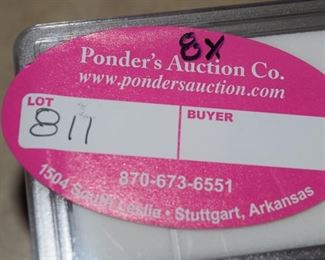 8X
Ponder's Auction Co.
www.pondersauction.com
LOT
811
BUYER
870-673-6551
1504 South Leslie • Stuttgart, Arkansas